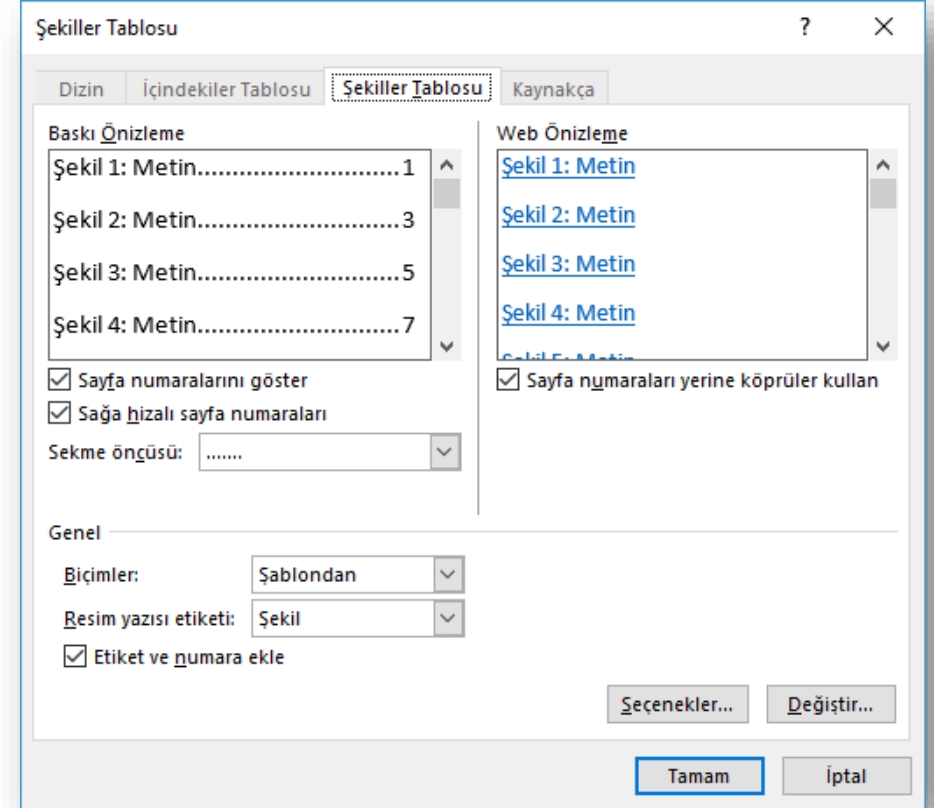 Şekiller Tablosu ? ×
Dizin İçindekiler Tablosu Şekiller Tablosu Kaynakça
Baskı Önizleme
Şekil 1: Metin.............................1
Şekil 2: Metin.............................3
Şekil 3: Metin.............................5
Şekil 4: Metin.............................7
Sayfa numaralarını göster
Sağa hizalı sayfa numaraları
Sekme öncüsü: .......
Web Önizleme
Şekil 1: Metin
Şekil 2: Metin
Şekil 3: Metin
Şekil 4: Metin
Şekil 5: Metin
Sayfa numaraları yerine köprüler kullan
Genel
Biçimler: Şablondan
Resim yazısı etiketi: Şekil
Etiket ve numara ekle
Seçenekler... Değiştir...
Tamam İptal